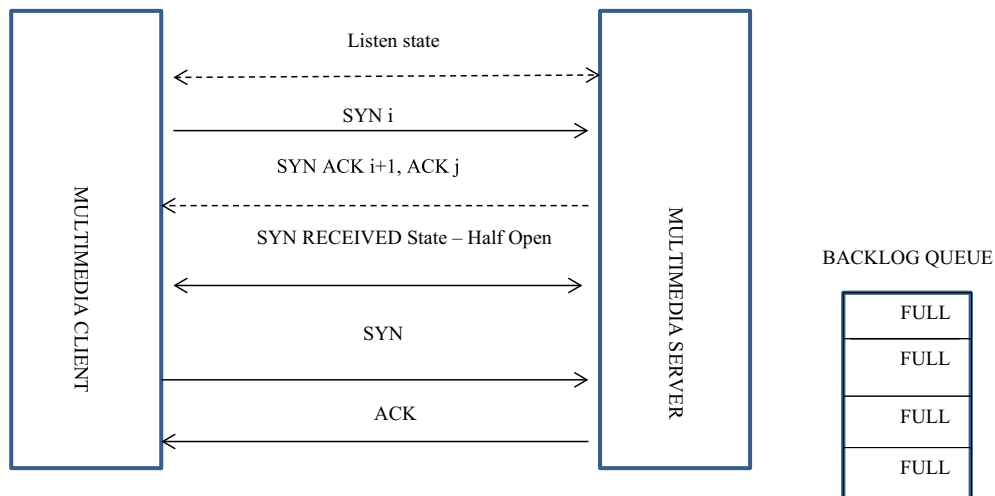 Listen state
SYN i
SYN ACK i+1, ACK j
SYN RECEIVED State – Half Open
SYN
ACK
MULTIMEDIA CLIENT
MULTIMEDIA SERVER
BACKLOG QUEUE
FULL
FULL
FULL
FULL